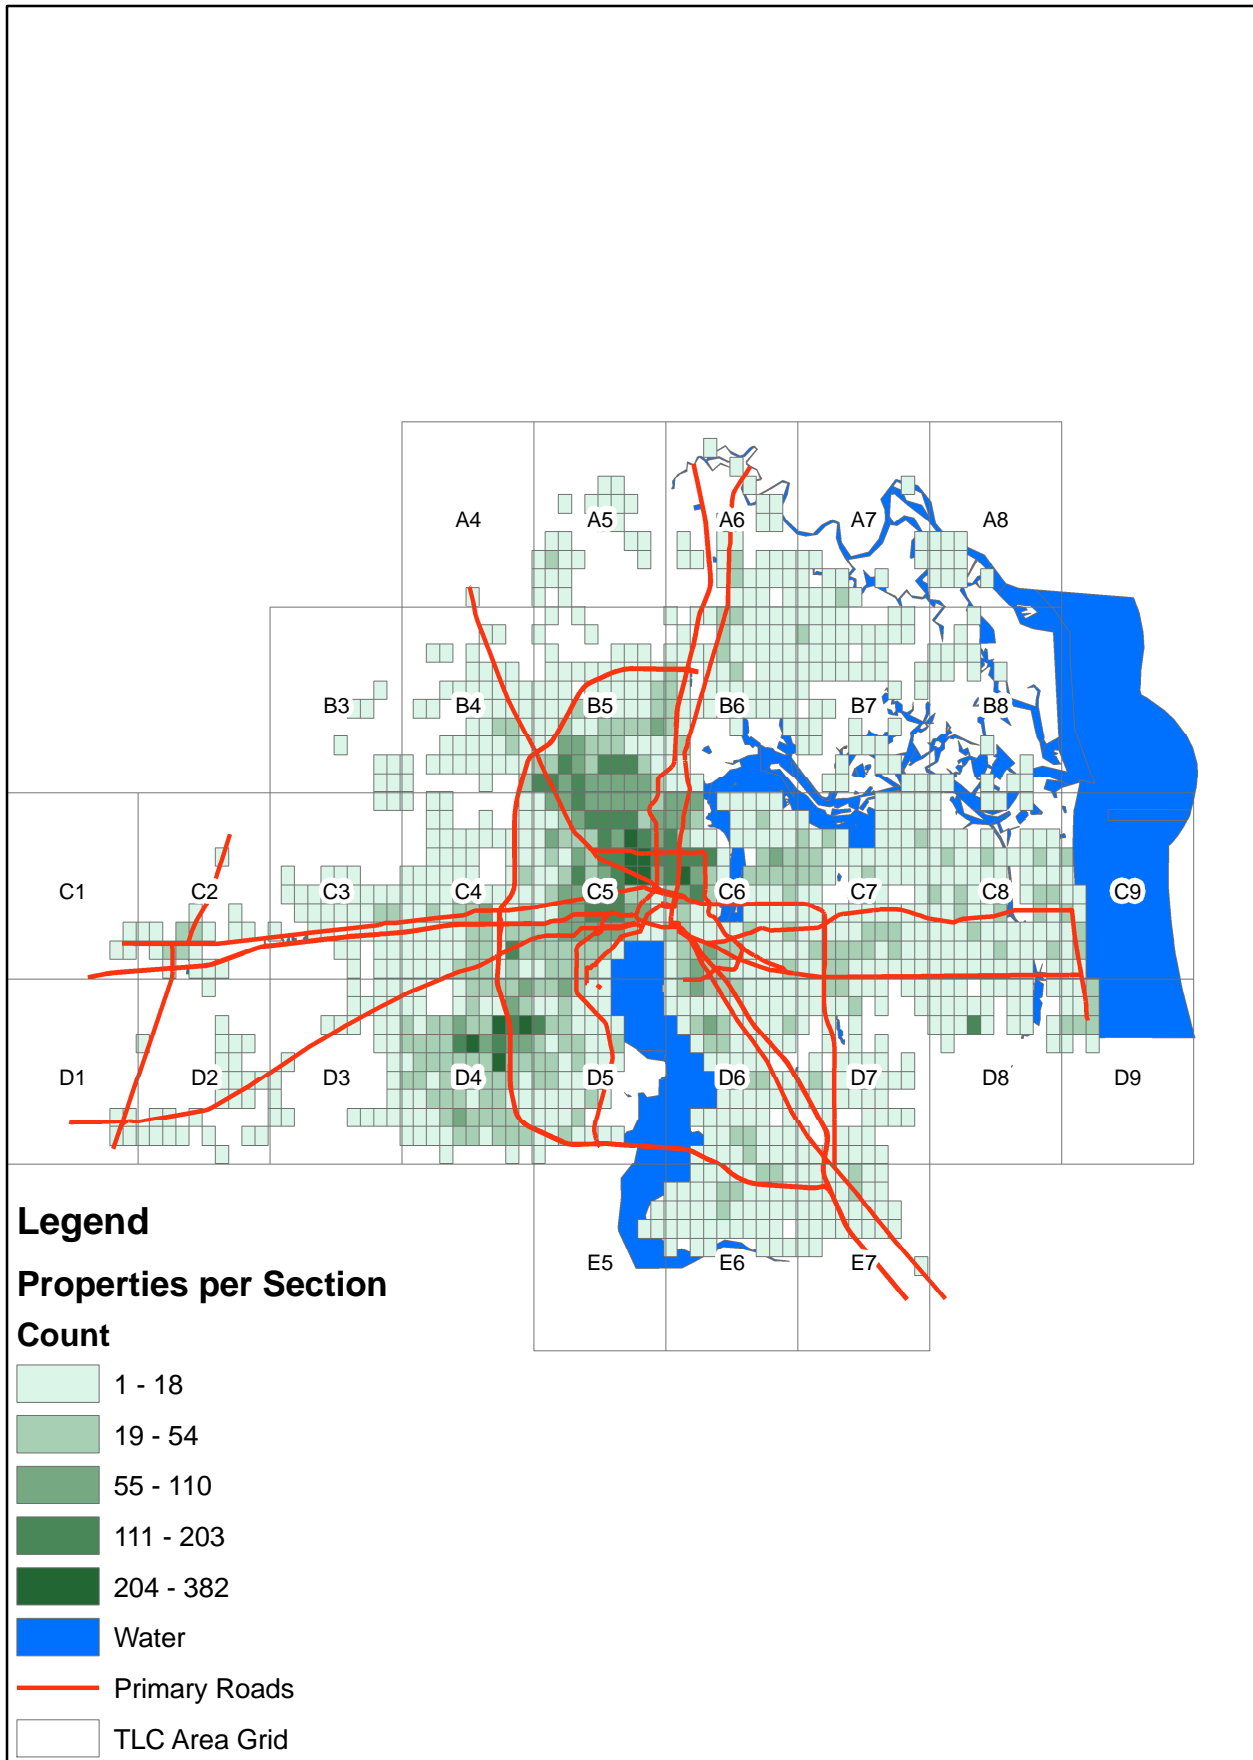 A4 A5 A6 A7 A8
B3 B4 B5 B6 B7 B8
C1 C2 C3 C4 C5 C6 C7 C8 C9
D1 D2 D3 D4 D5 D6 D7 D8 D9
E5 E6 E7
Legend
Properties per Section
Count
1 - 18
19 - 54
55 - 110
111 - 203
204 - 382
Water
Primary Roads
TLC Area Grid